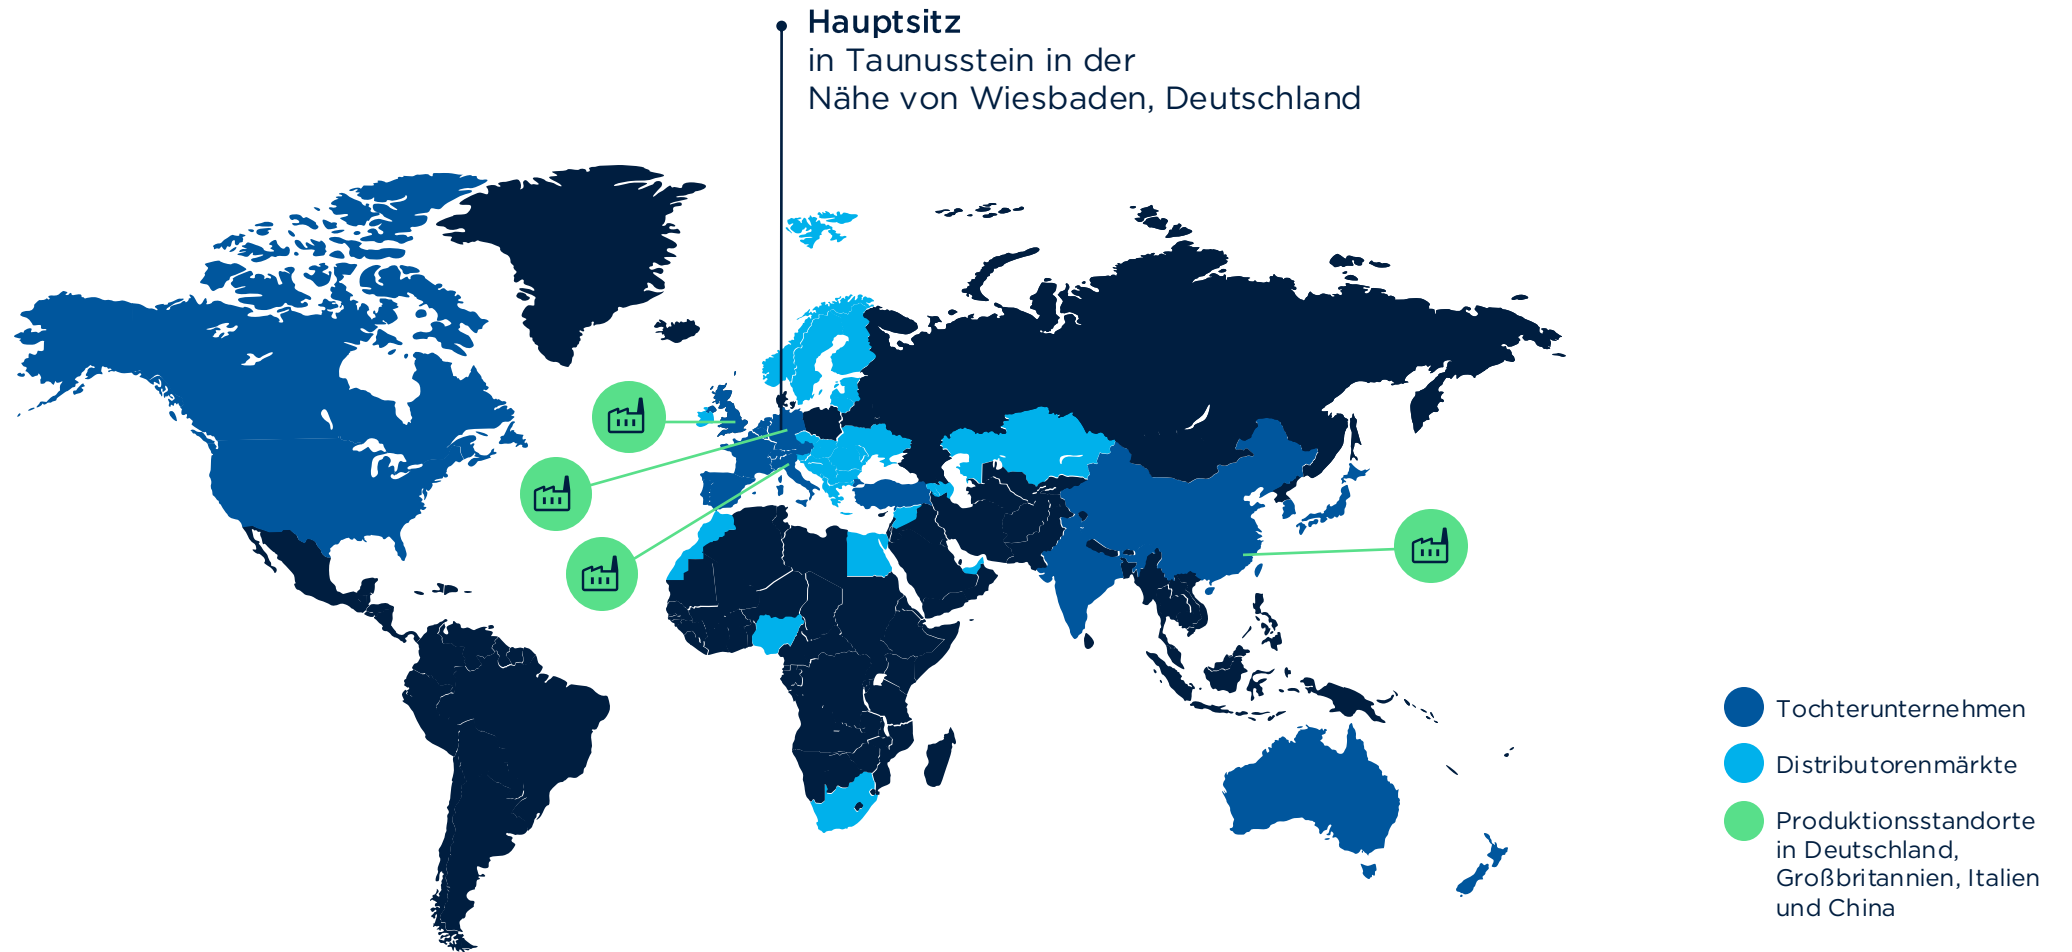 Hauptsitz
in Taunusstein in der
Nähe von Wiesbaden, Deutschland
Tochterunternehmen
Distributorenmärkte
Produktionsstandorte
in Deutschland,
Großbritannien, Italien
und China